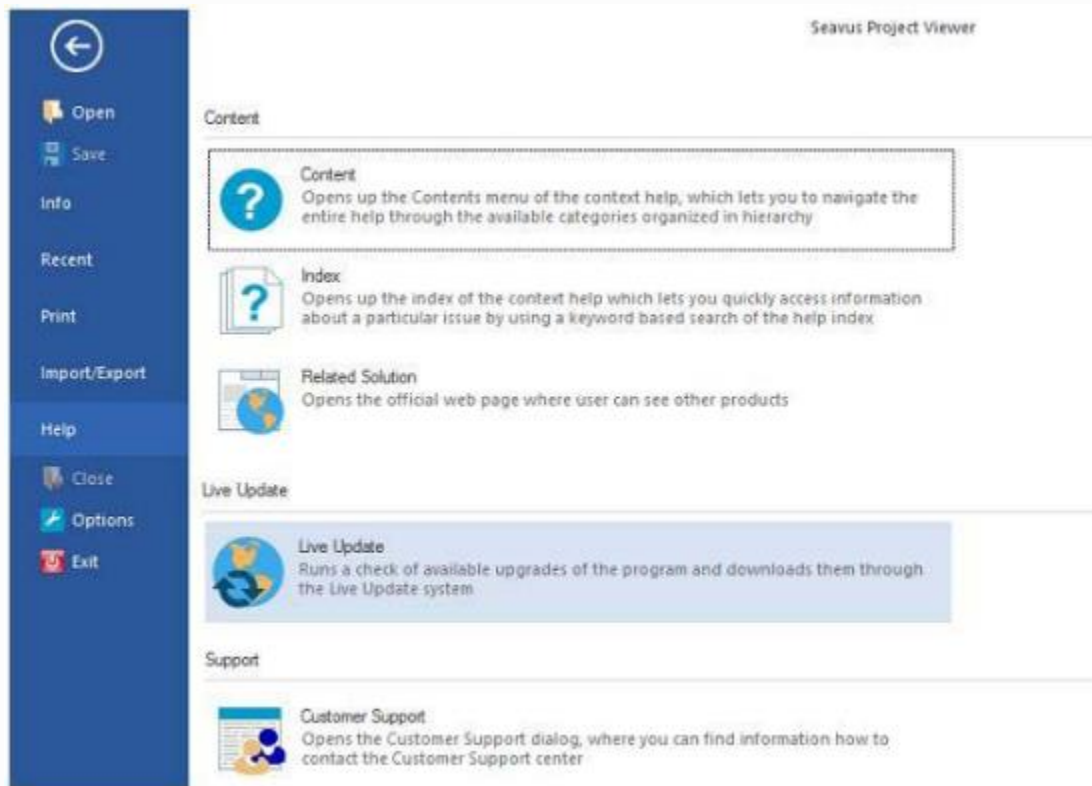 Seavus Project Viewer
Open
Save
Info
Recent
Print
Import/Export
Help
Close
Options
Exit
Content
Content
Opens up the Contents menu of the context help, which lets you to navigate the
entire help through the available categories organized in hierarchy
Index
Opens up the index of the context help which lets you quickly access information
about a particular issue by using a keyword based search of the help index
Related Solution
Opens the official web page where user can see other products
Live Update
Live Update
Runs a check of available upgrades of the program and downloads them through
the Live Update system
Support
Customer Support
Opens the Customer Support dialog, where you can find information how to
contact the Customer Support center